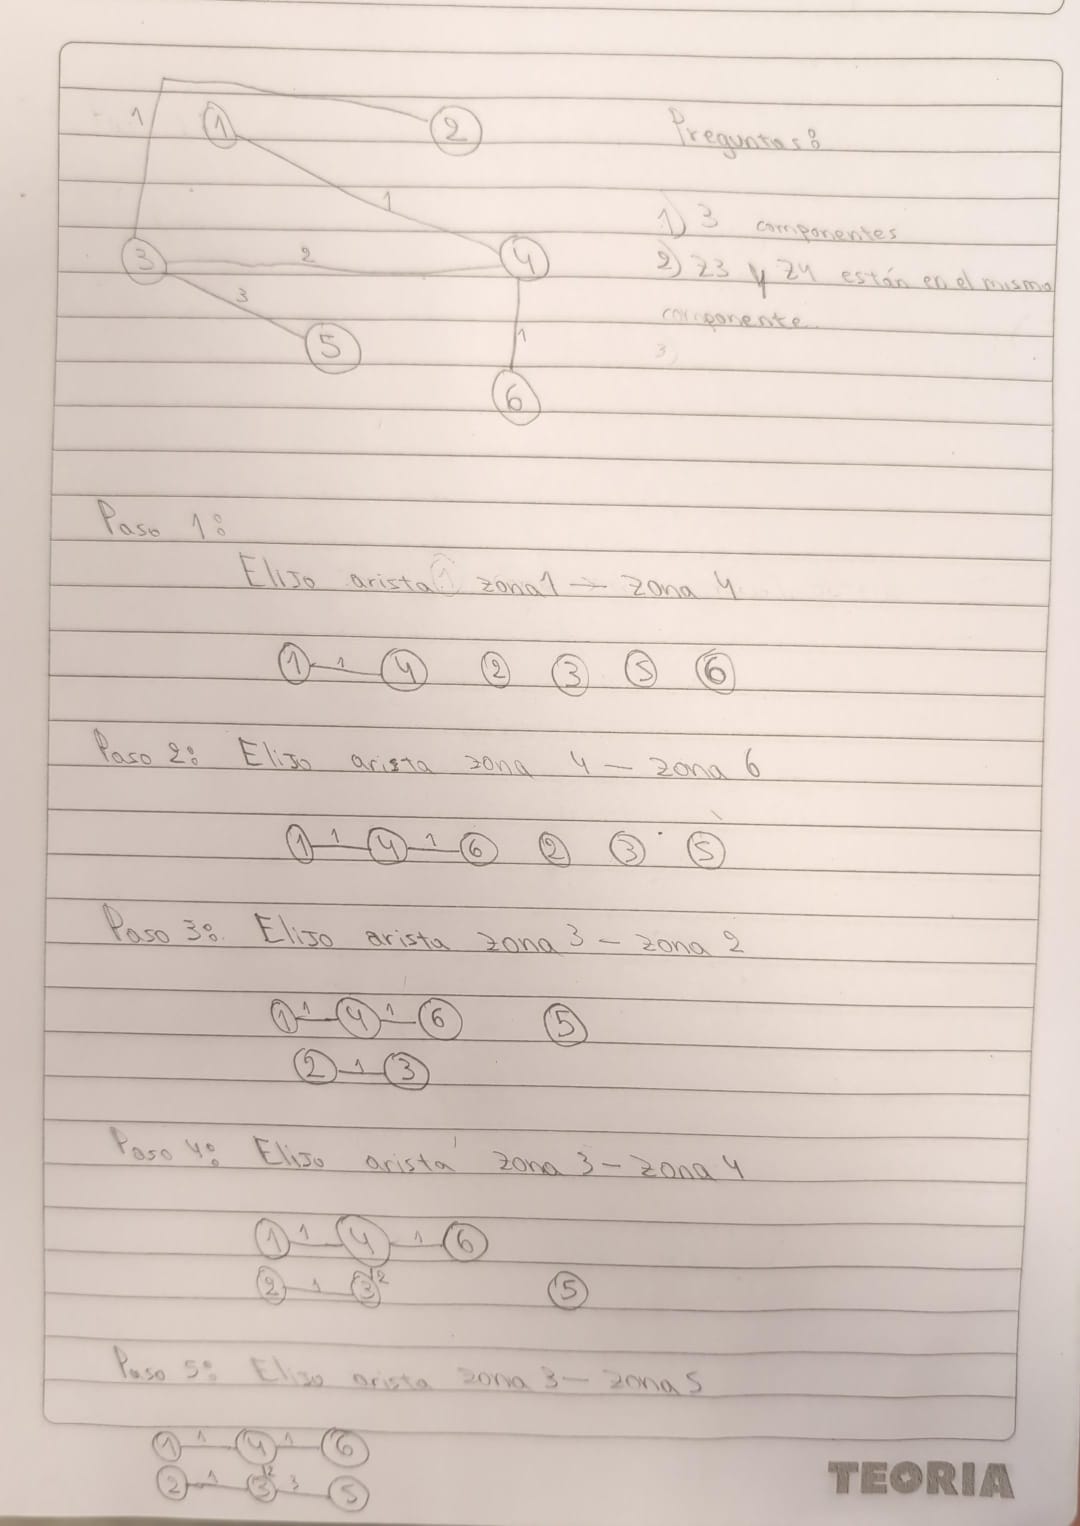 1 1 2
Preguntas:
1
1) 3 componentes
3 2 4
2) Z3 y Z4 están en el mismo
3
componente.
5 1
3)
6
Paso 1:
Elijo arista zona1 → zona 4
1 1 4 2 3 5 6
Paso 2: Elijo arista zona 4 - zona 6
1 1 4 1 6 2 3 5
Paso 3: Elijo arista zona 3 - zona 2
1 1 4 1 6 5
2 1 3
Paso 4: Elijo arista zona 3 - zona 4
1 1 4 1 6
2 1 3 2 5
Paso 5: Elijo arista zona 3 - zona 5
1 1 4 1 6
2 1 3 2 3 5
TEORIA